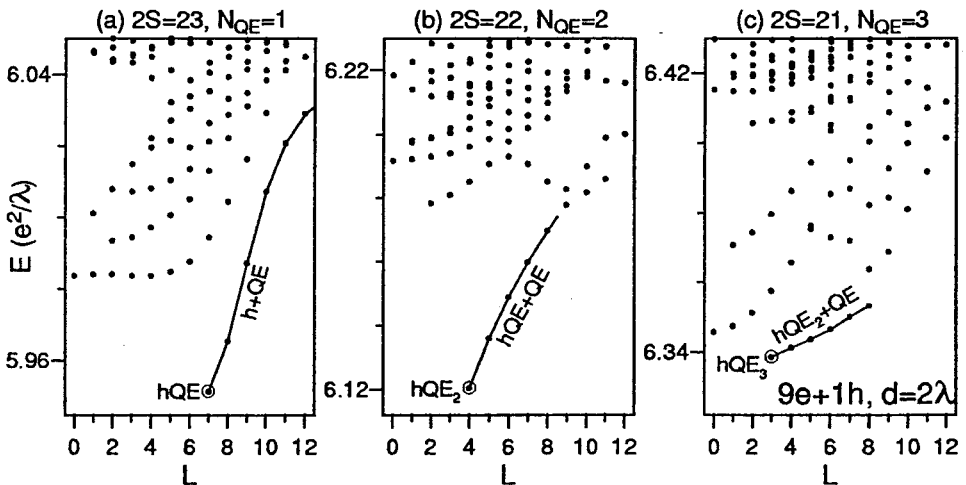 (a) 2S=23, N_QE=1
(b) 2S=22, N_QE=2
(c) 2S=21, N_QE=3
E (e²/λ)
6.04
5.96
h+QE
hQE
0 2 4 6 8 10 12
L
6.22
6.12
hQE+QE
hQE₂
0 2 4 6 8 10 12
L
6.42
6.34
hQE₂+QE
hQE₃
9e+1h, d=2λ
0 2 4 6 8 10 12
L